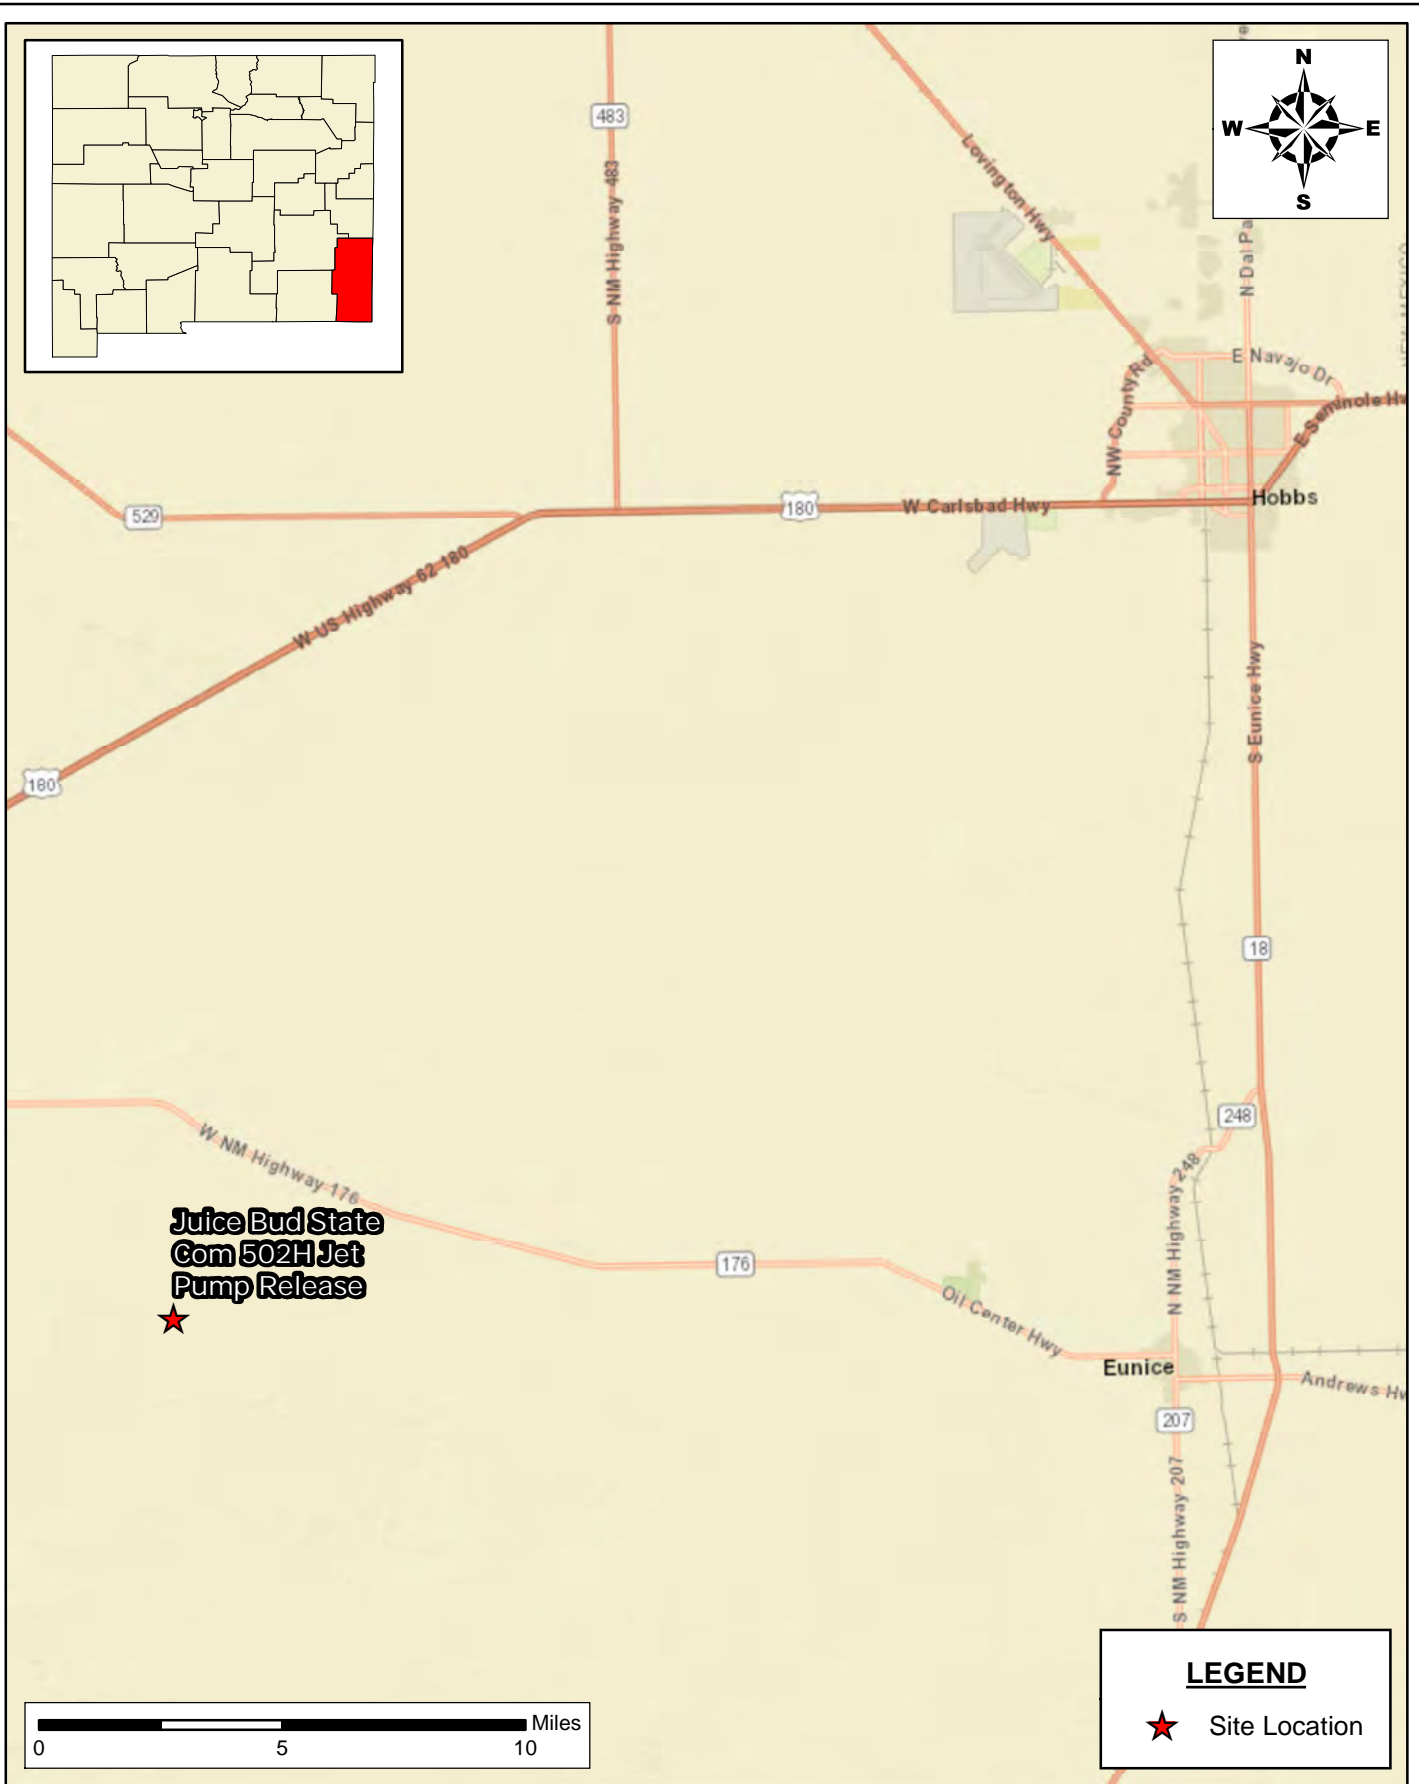 N
W
E
S
483
S NM Highway 483
Lovington Hwy
N Dal Pa
NEW MEXICO
E Navajo Dr
NW County Rd
E Seminole Hw
529
180
W Carlsbad Hwy
Hobbs
W US Highway 62 180
180
S Eunice Hwy
18
248
W NM Highway 176
N NM Highway 248
Juice Bud State
Com 502H Jet
Pump Release
176
Oil Center Hwy
Eunice
Andrews Hw
207
S NM Highway 207
LEGEND
Site Location
Miles
0
5
10